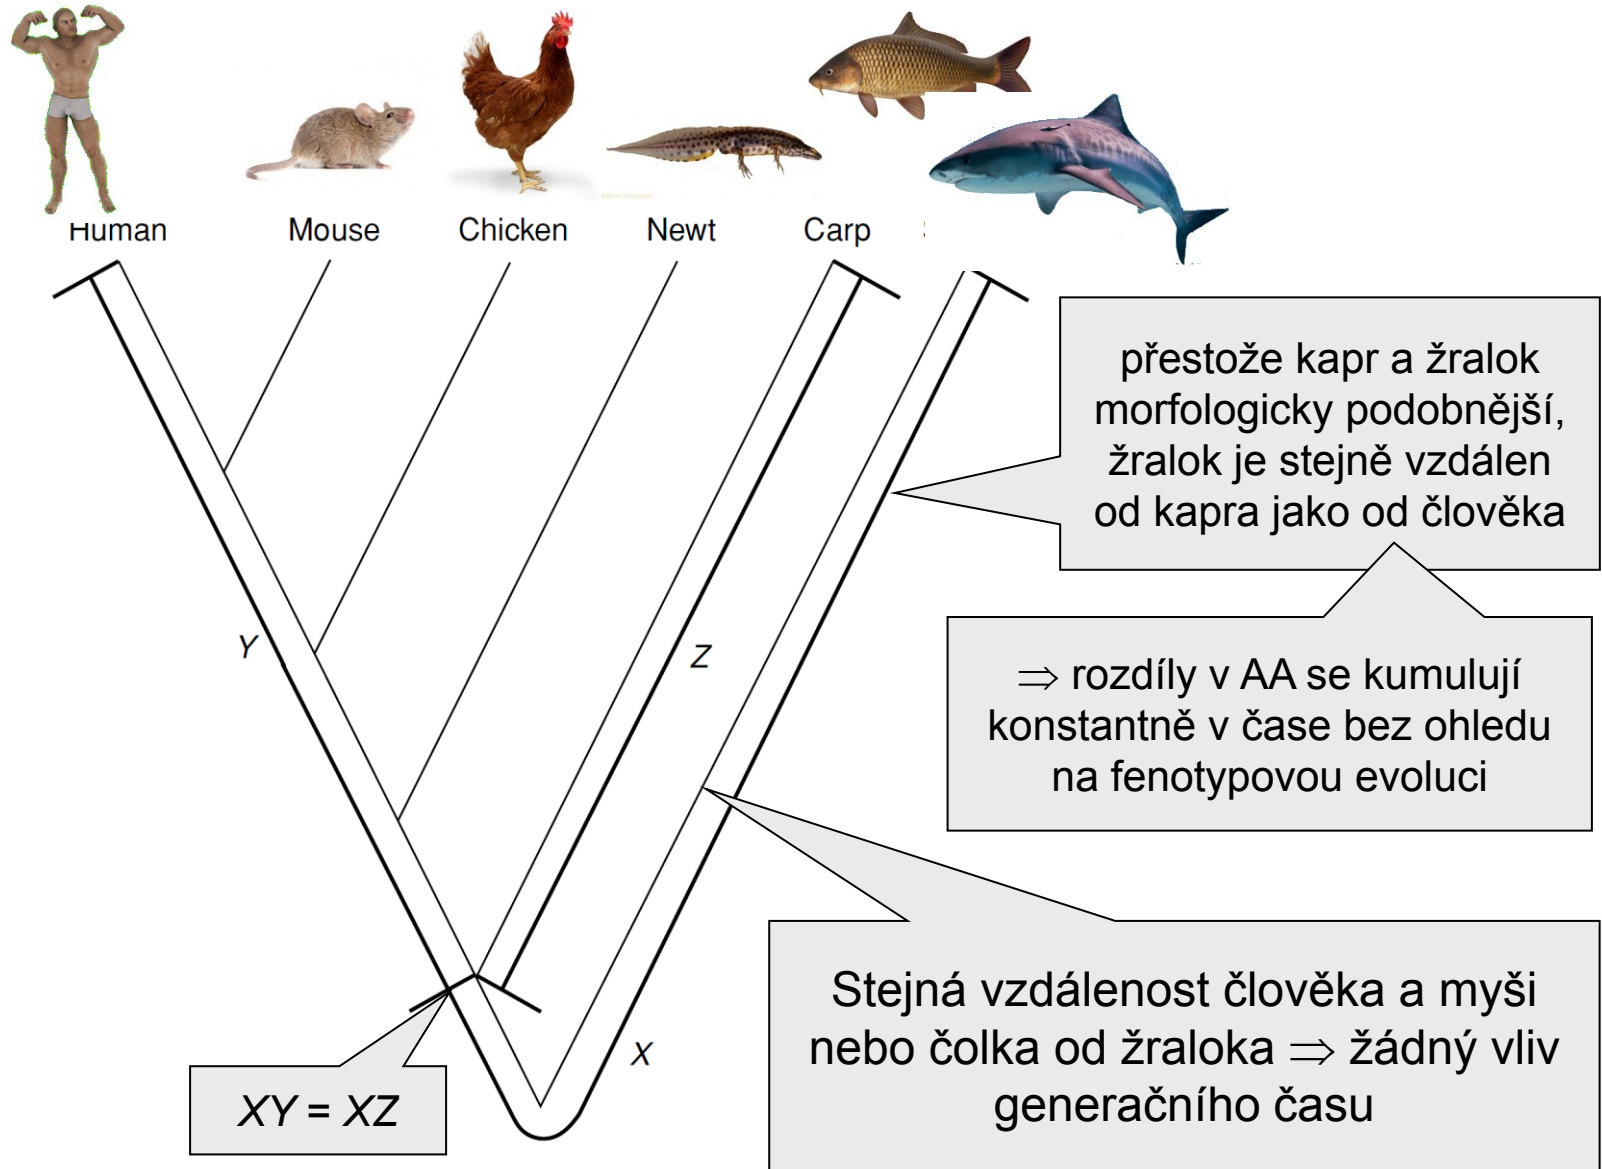 Human Mouse Chicken Newt Carp
přestože kapr a žralok
morfologicky podobnější,
žralok je stejně vzdálen
od kapra jako od člověka
Y
Z
⇒ rozdíly v AA se kumulují
konstantně v čase bez ohledu
na fenotypovou evoluci
Stejná vzdálenost člověka a myši
nebo čolka od žraloka ⇒ žádný vliv
generačního času
X
XY = XZ